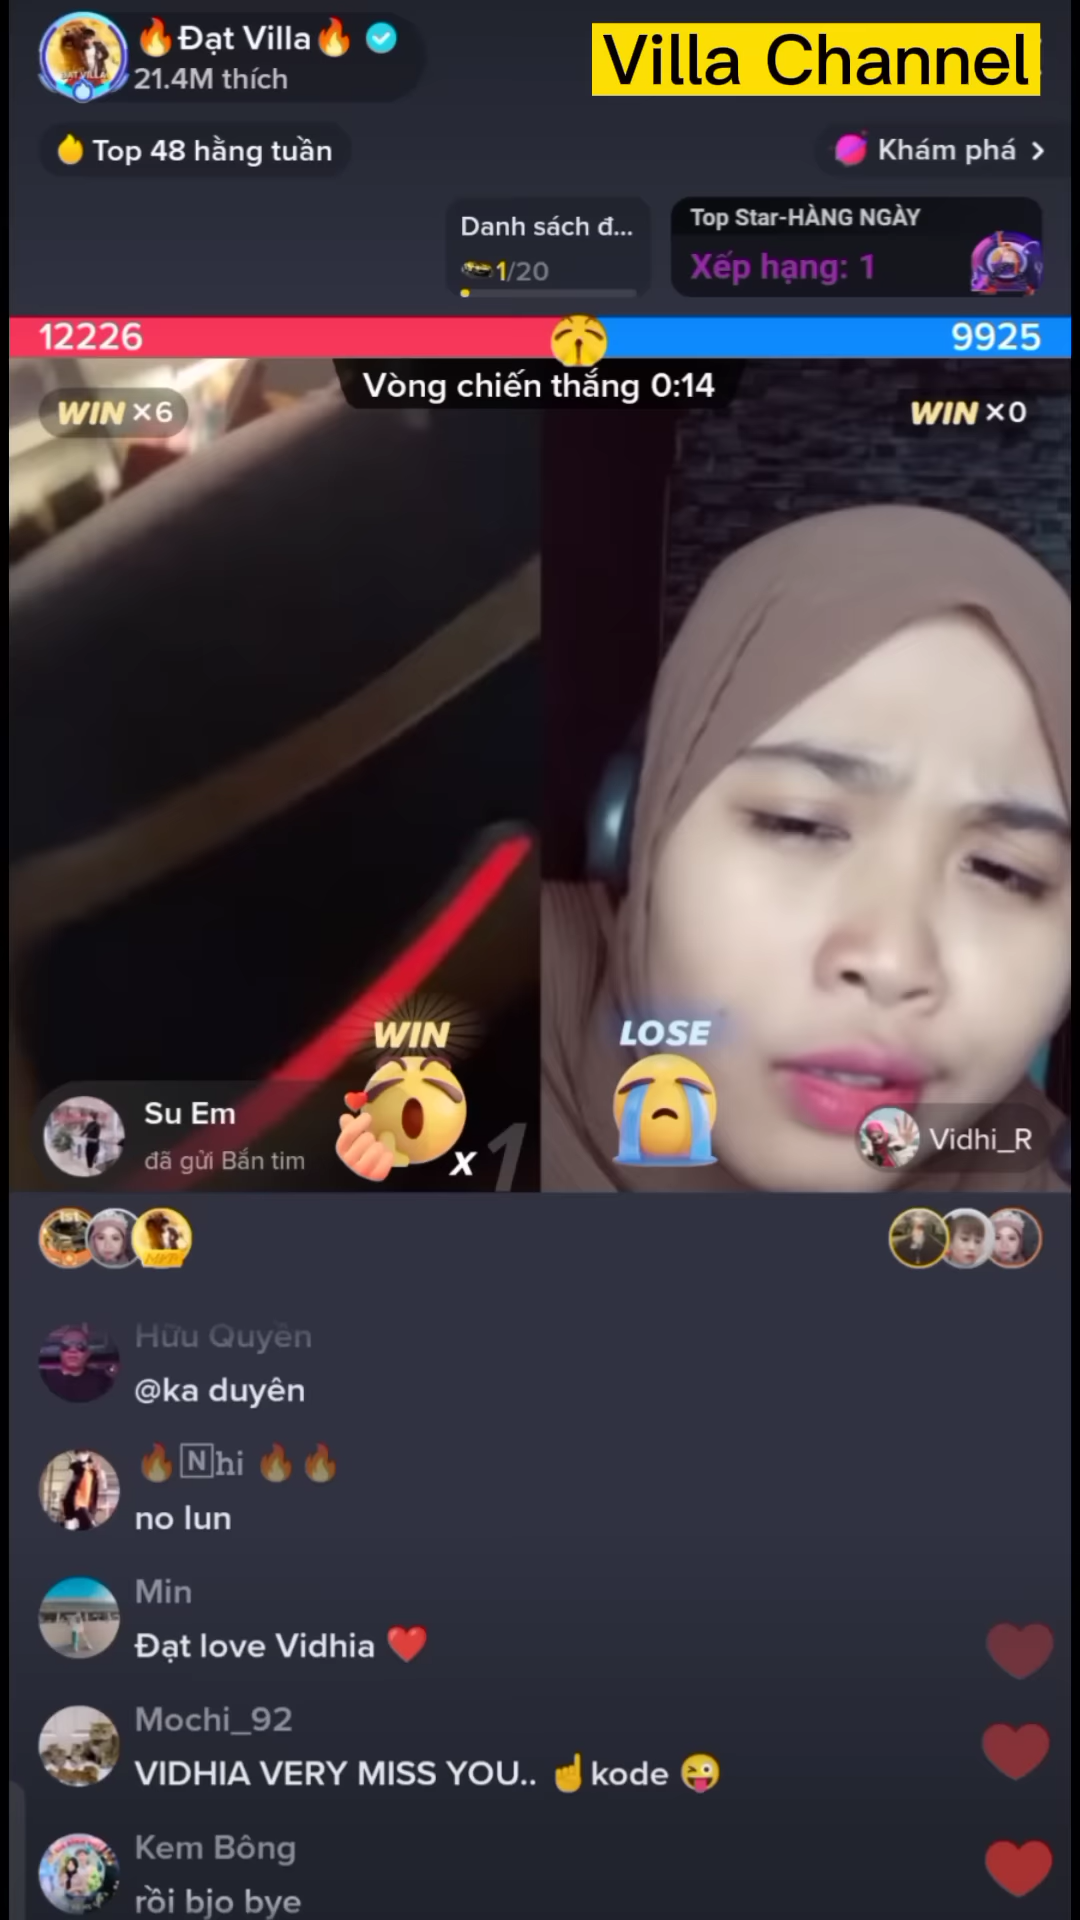 🔥Đạt Villa🔥
21.4M thích
Villa Channel
Top 48 hằng tuần
Khám phá >
Danh sách đ...
1/20
Top Star-HÀNG NGÀY
Xếp hạng: 1
12226
9925
Vòng chiến thắng 0:14
WIN ×6
WIN ×0
WIN
LOSE
Su Em
đã gửi Bắn tim
x 1
Vidhi_R
Hữu Quyền
@ka duyên
🔥🄽hi 🔥🔥
no lun
Min
Đạt love Vidhia ❤️
Mochi_92
VIDHIA VERY MISS YOU.. ☝️kode 😜
Kem Bông
rồi bjo bye